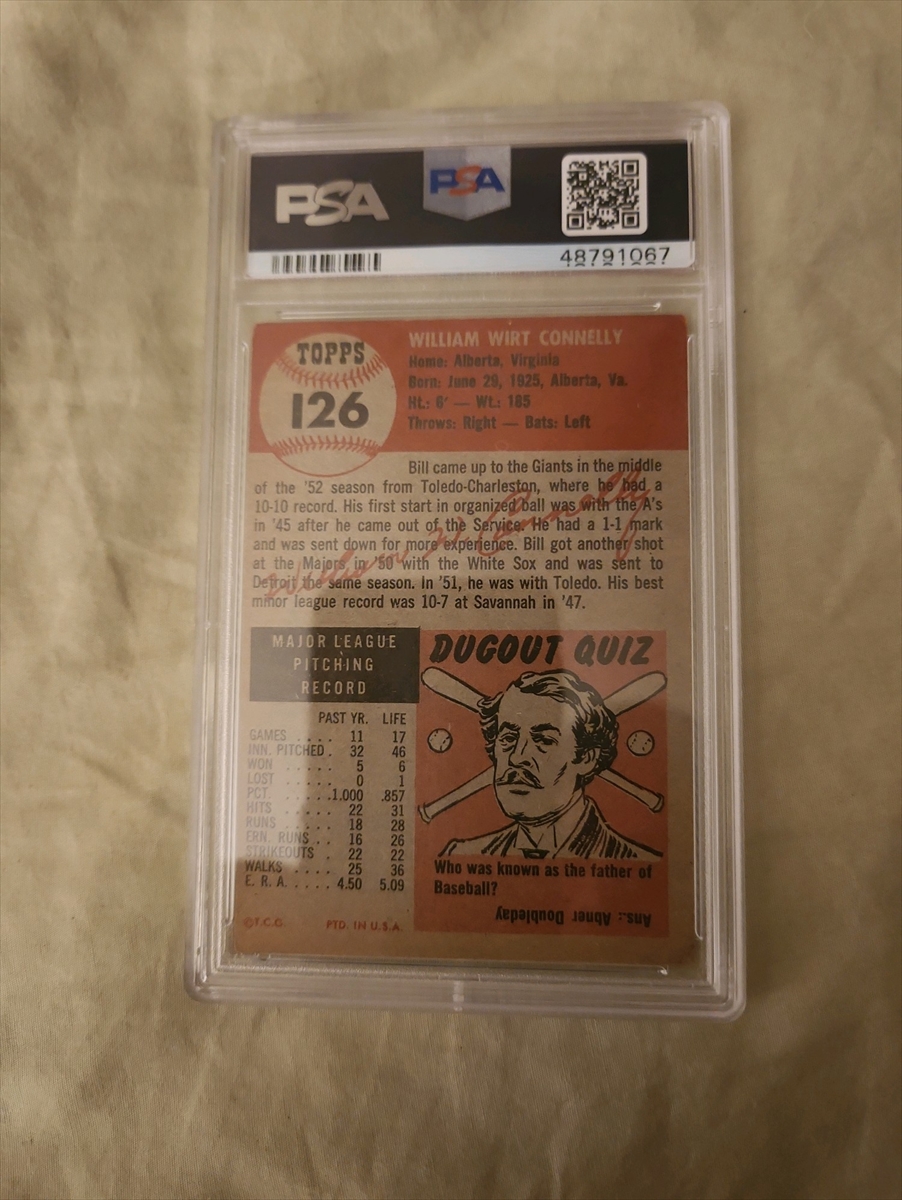 PSA
PSA
48791067
TOPPS
126
WILLIAM WIRT CONNELLY
Home: Alberta, Virginia
Born: June 29, 1925, Alberta, Va.
Ht.: 6' — Wt.: 185
Throws: Right — Bats: Left
Bill came up to the Giants in the middle
of the '52 season from Toledo-Charleston, where he had a
10-10 record. His first start in organized ball was with the A's
in '45 after he came out of the Service. He had a 1-1 mark
and was sent down for more experience. Bill got another shot
at the Majors in '50 with the White Sox and was sent to
Detroit the same season. In '51, he was with Toledo. His best
minor league record was 10-7 at Savannah in '47.
William W. Connelly
MAJOR LEAGUE
PITCHING
RECORD
PAST YR. LIFE
GAMES . . . . 11 17
INN. PITCHED . 32 46
WON . . . . . 5 6
LOST . . . . . 0 1
PCT. . . . . .1.000 .857
HITS . . . . . 22 31
RUNS . . . . . 18 28
ERN. RUNS . . 16 26
STRIKEOUTS . 22 22
WALKS . . . . 25 36
E. R. A. . . . . 4.50 5.09
©T.C.G. PTD. IN U.S.A.
DUGOUT QUIZ
Who was known as the father of
Baseball?
Ans.: Abner Doubleday